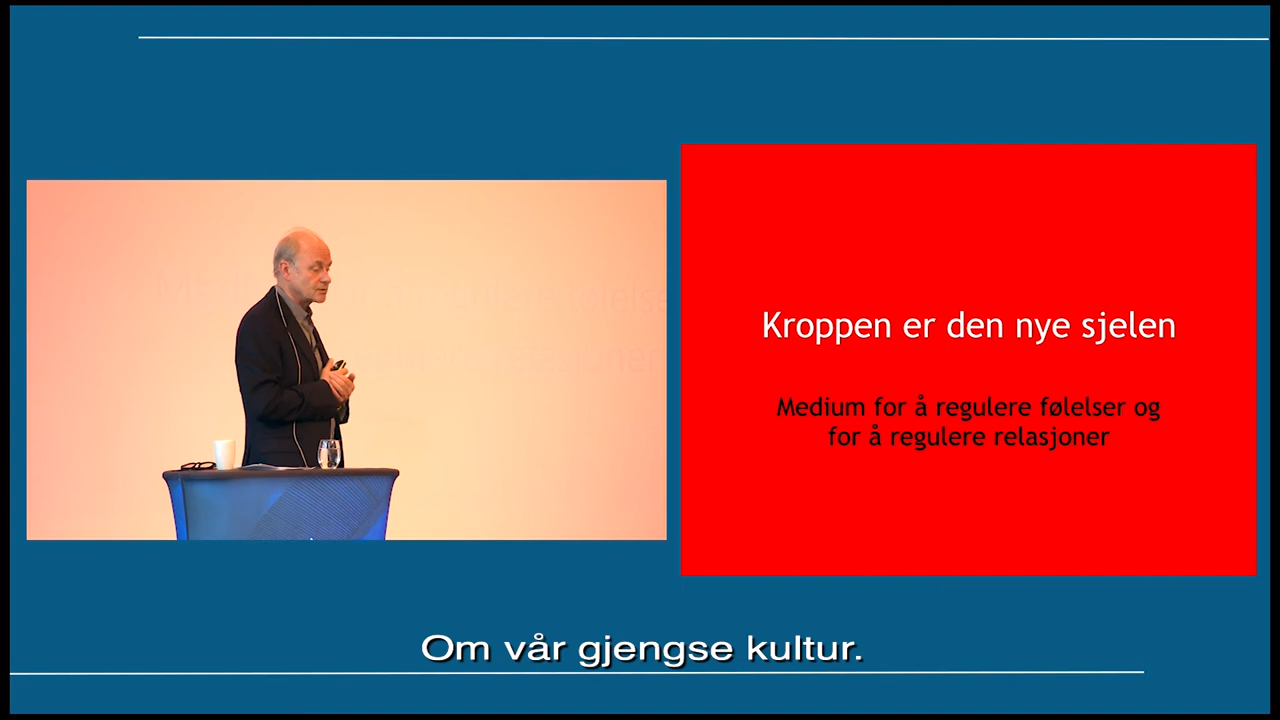 Kroppen er den nye sjelen
Medium for å regulere følelser og
for å regulere relasjoner
Om vår gjengse kultur.